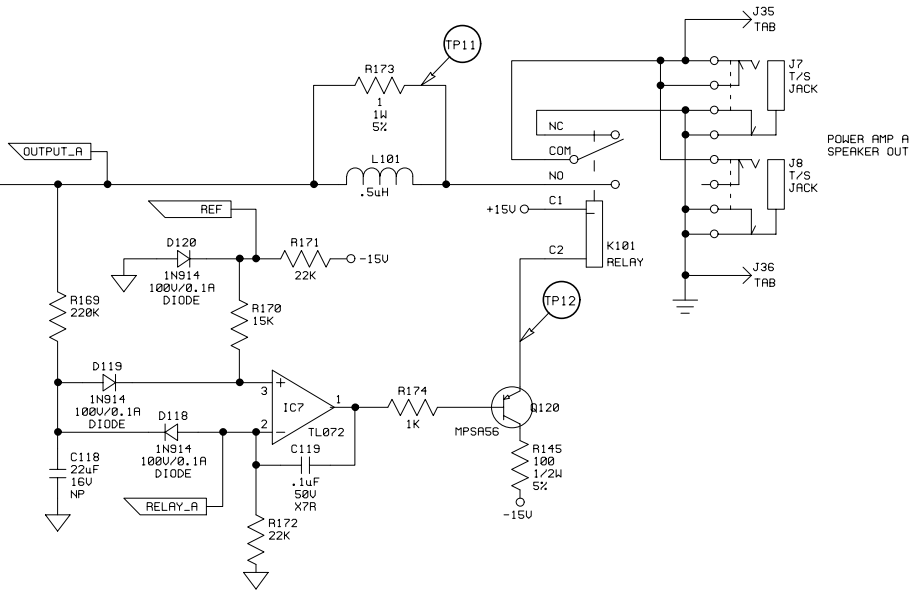 J35
TAB
TP11
R173
1
1W
5%
J7
T/S
JACK
NC
COM
NO
OUTPUT_A
L101
.5uH
POWER AMP A
SPEAKER OUT
J8
T/S
JACK
REF
C1
+15V
D120
1N914
100V/0.1A
DIODE
R171
22K
-15V
C2
K101
RELAY
J36
TAB
R169
220K
R170
15K
TP12
D119
1N914
100V/0.1A
DIODE
3
+
IC7
1
2
-
TL072
R174
1K
Q120
MPSA56
D118
1N914
100V/0.1A
DIODE
C118
22uF
16V
NP
C119
.1uF
50V
X7R
R145
100
1/2W
5%
-15V
RELAY_A
R172
22K